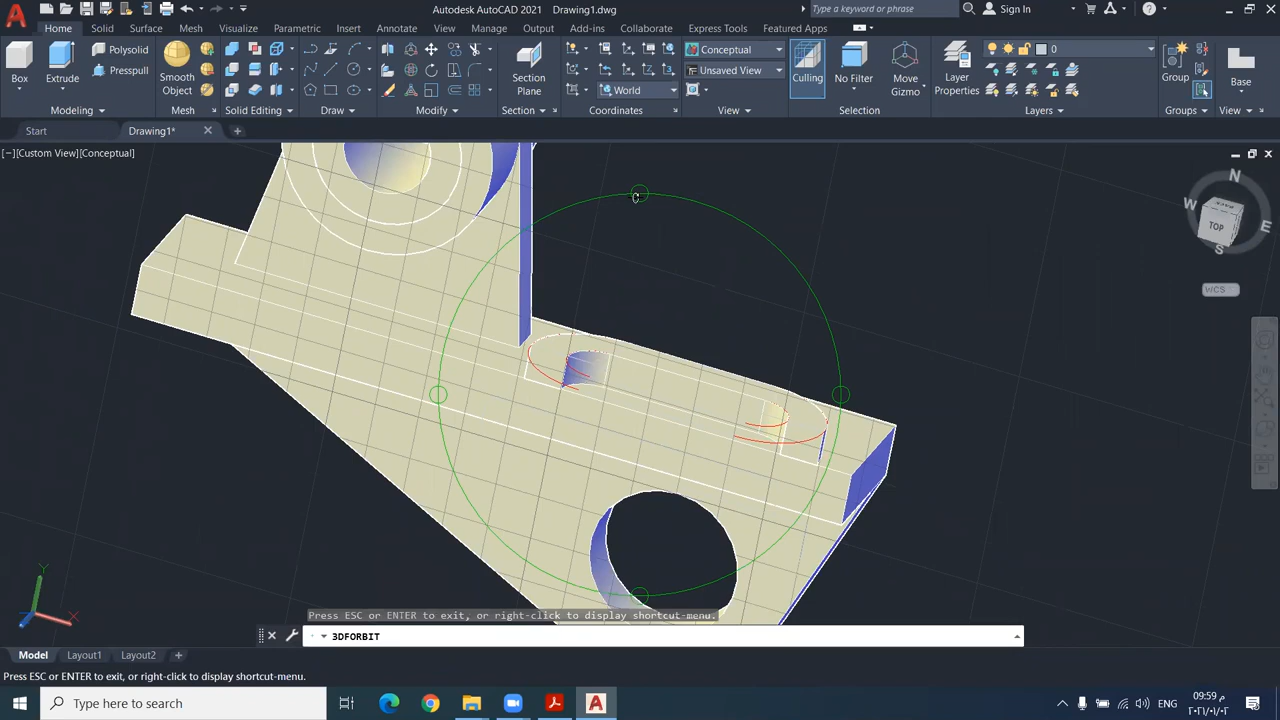 Autodesk AutoCAD 2021 Drawing1.dwg
Type a keyword or phrase
Sign In
Home Solid Surface Mesh Visualize Parametric Insert Annotate View Manage Output Add-ins Collaborate Express Tools Featured Apps
Box
Extrude
Polysolid
Presspull
Smooth
Object
Section
Plane
Conceptual
Unsaved View
World
Culling
No Filter
Move
Gizmo
Layer
Properties
0
Group
Base
Modeling Mesh Solid Editing Draw Modify Section Coordinates View Selection Layers Groups View
Start Drawing1*
[−][Custom View][Conceptual]
N
W
E
S
TOP
WCS
Y
X
Press ESC or ENTER to exit, or right-click to display shortcut-menu.
3DFORBIT
Model Layout1 Layout2
Press ESC or ENTER to exit, or right-click to display shortcut-menu.
Type here to search
ENG
09:59 م